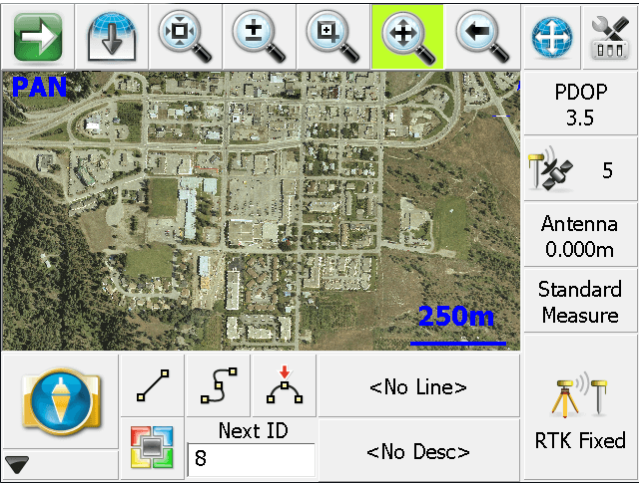 PAN
PDOP
3.5
5
Antenna
0.000m
Standard
Measure
250m
<No Line>
Next ID
8
<No Desc>
RTK Fixed